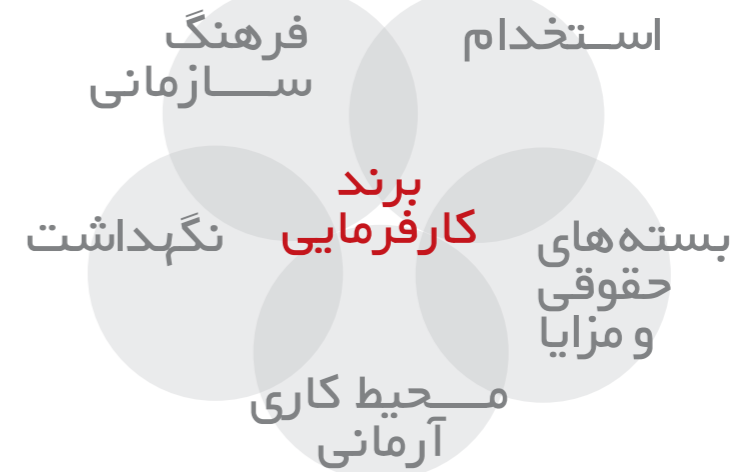 استخدام
فرهنگ
سازمانی
برند
کارفرمایی
بسته‌های
حقوقی
و مزایا
نگهداشت
محیط کاری
آرمانی